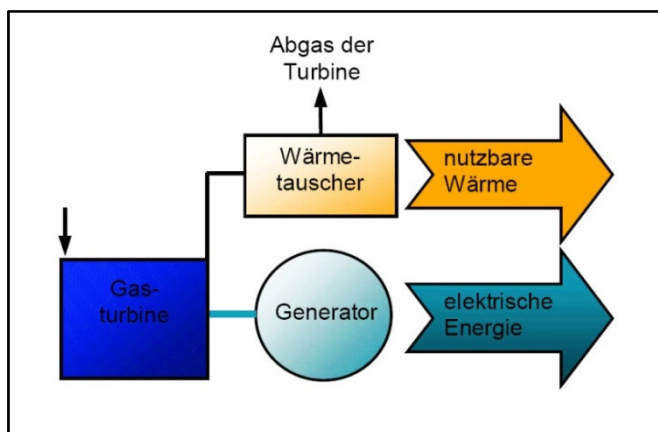 Abgas der
Turbine
Wärme-
tauscher
nutzbare
Wärme
Gas-
turbine
Generator
elektrische
Energie